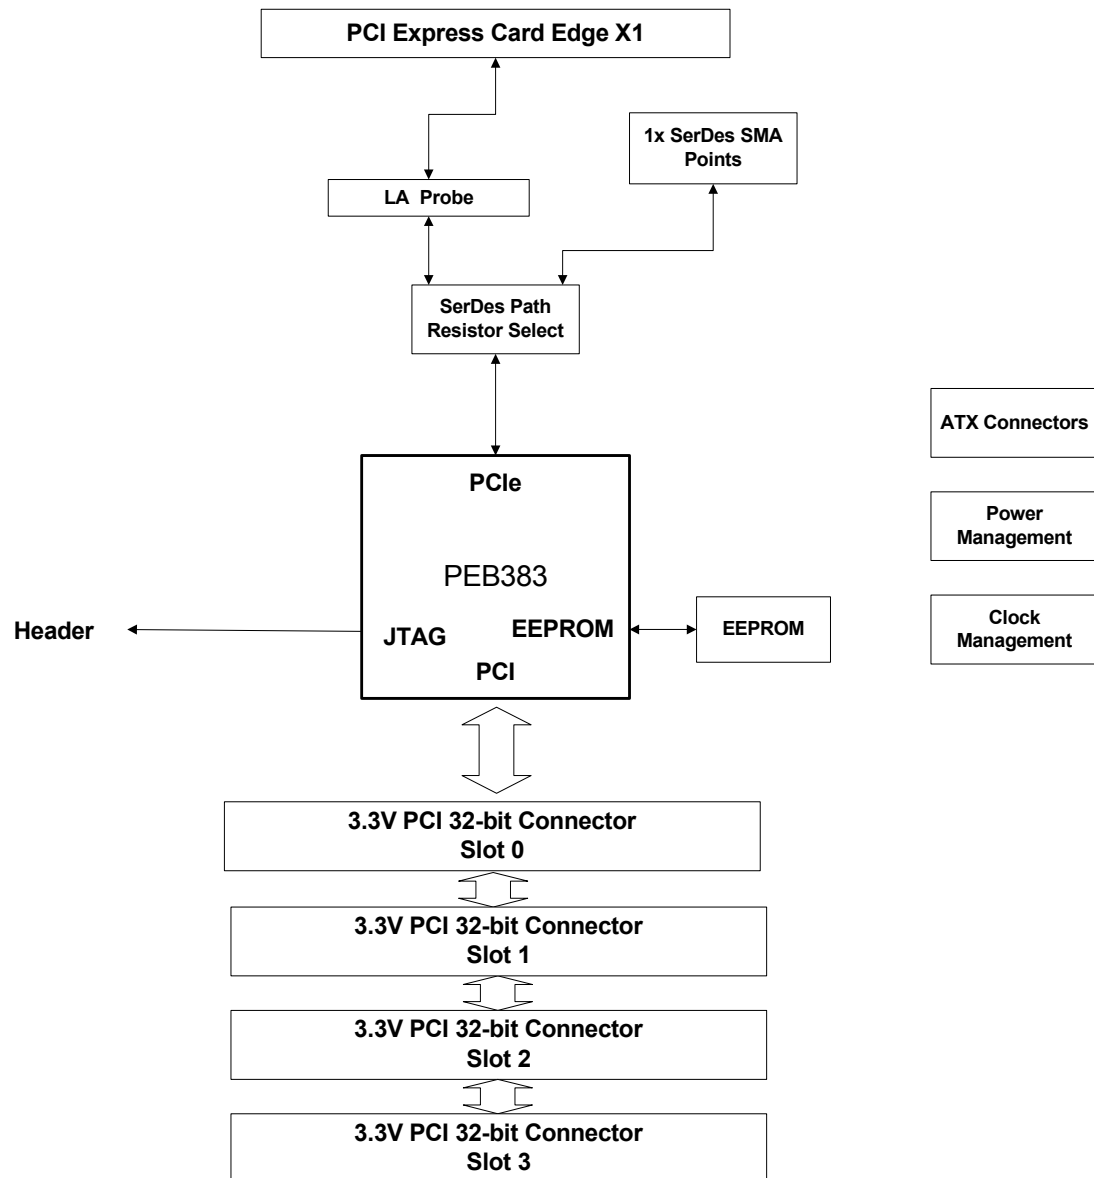 PCI Express Card Edge X1
1x SerDes SMA
Points
LA Probe
SerDes Path
Resistor Select
ATX Connectors
PCIe
Power
Management
PEB383
Header
JTAG
EEPROM
EEPROM
Clock
Management
PCI
3.3V PCI 32-bit Connector
Slot 0
3.3V PCI 32-bit Connector
Slot 1
3.3V PCI 32-bit Connector
Slot 2
3.3V PCI 32-bit Connector
Slot 3